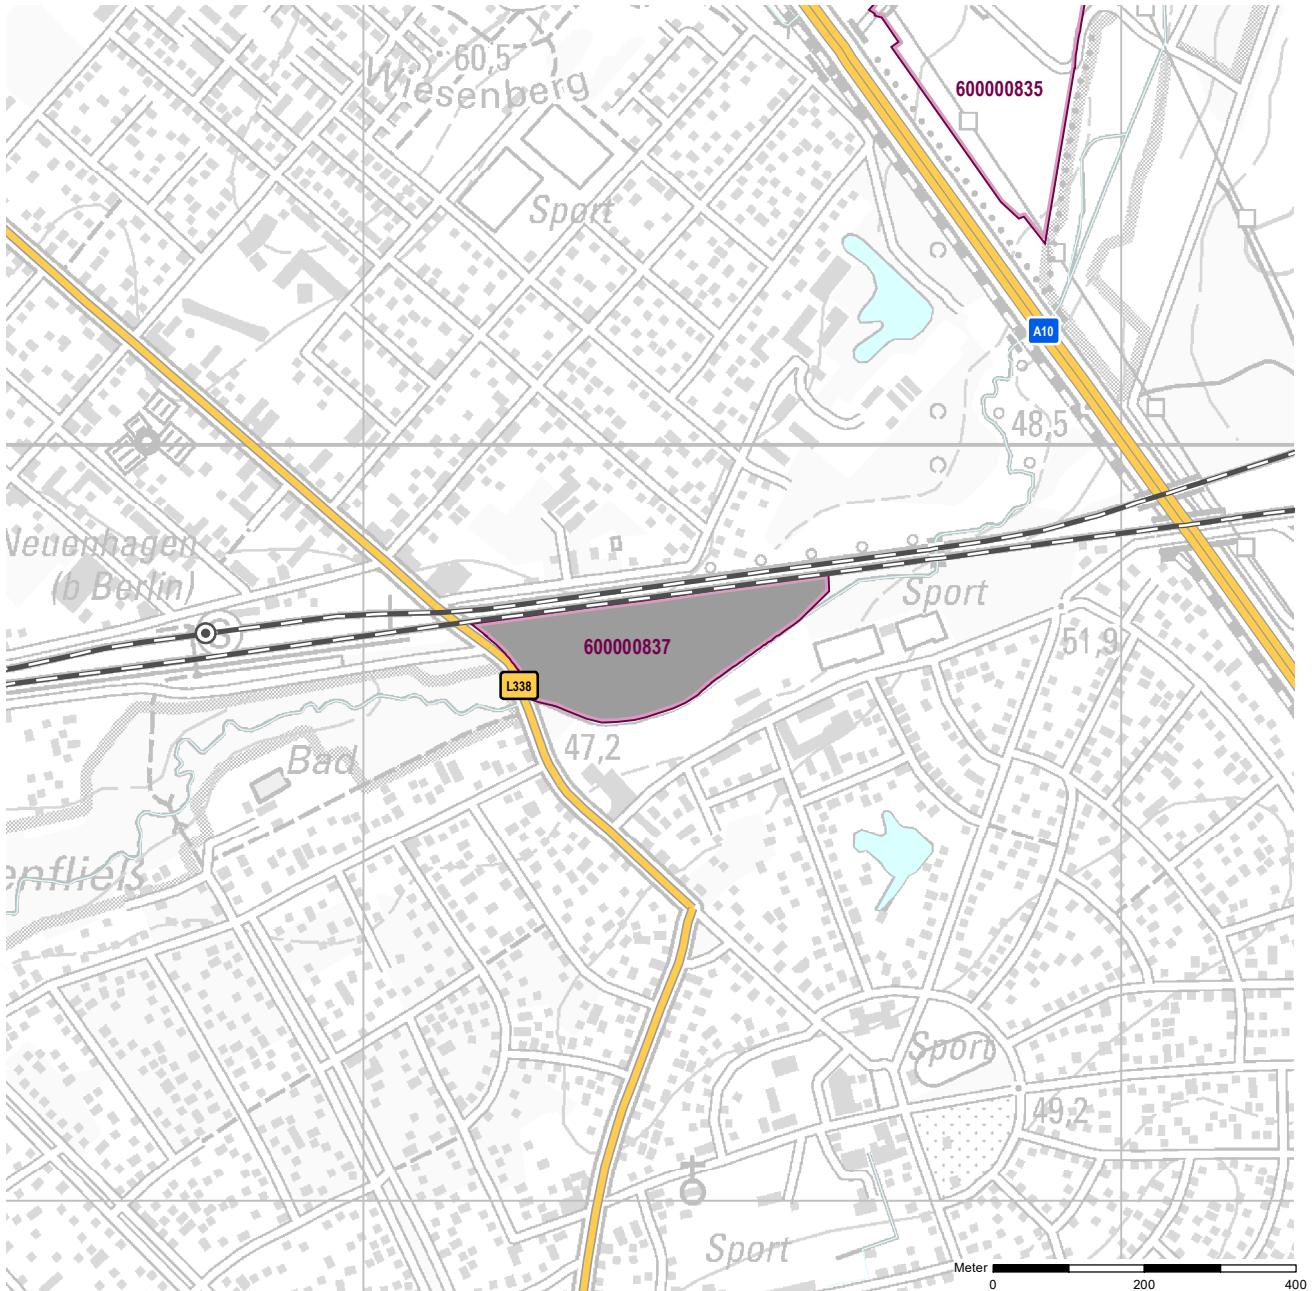 60,5
Wiesenberg
600000835
Sport
A10
48,5
Neuenhagen
(b Berlin)
Sport
51,9
600000837
L338
47,2
Bad
enfließ
Sport
49,2
Sport
Meter
0 200 400